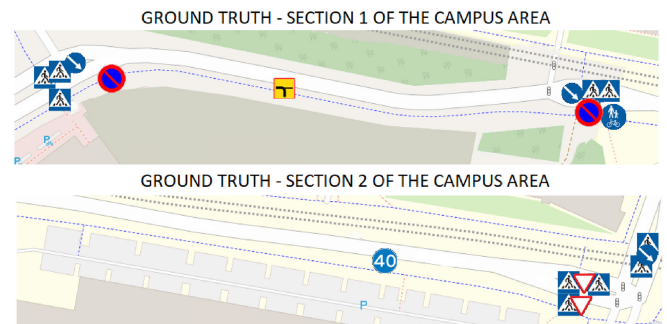 GROUND TRUTH - SECTION 1 OF THE CAMPUS AREA
P
P
GROUND TRUTH - SECTION 2 OF THE CAMPUS AREA
40
P